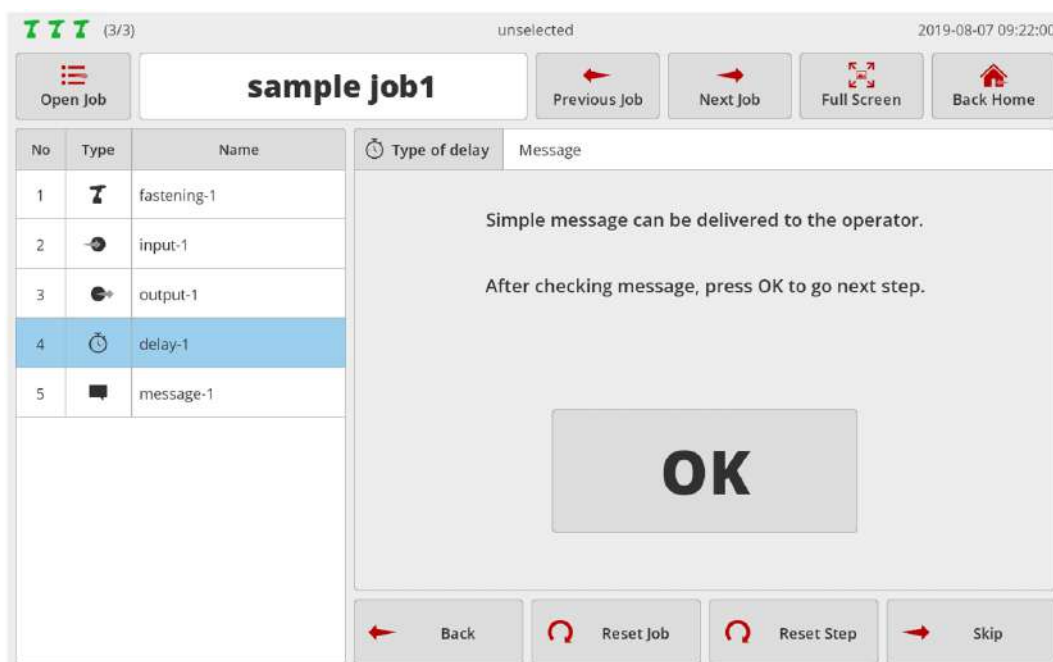 (3/3) unselected 2019-08-07 09:22:00
Open Job
sample job1
Previous Job
Next Job
Full Screen
Back Home
No Type Name
1 fastening-1
2 input-1
3 output-1
4 delay-1
5 message-1
Type of delay Message
Simple message can be delivered to the operator.
After checking message, press OK to go next step.
OK
Back Reset Job Reset Step Skip